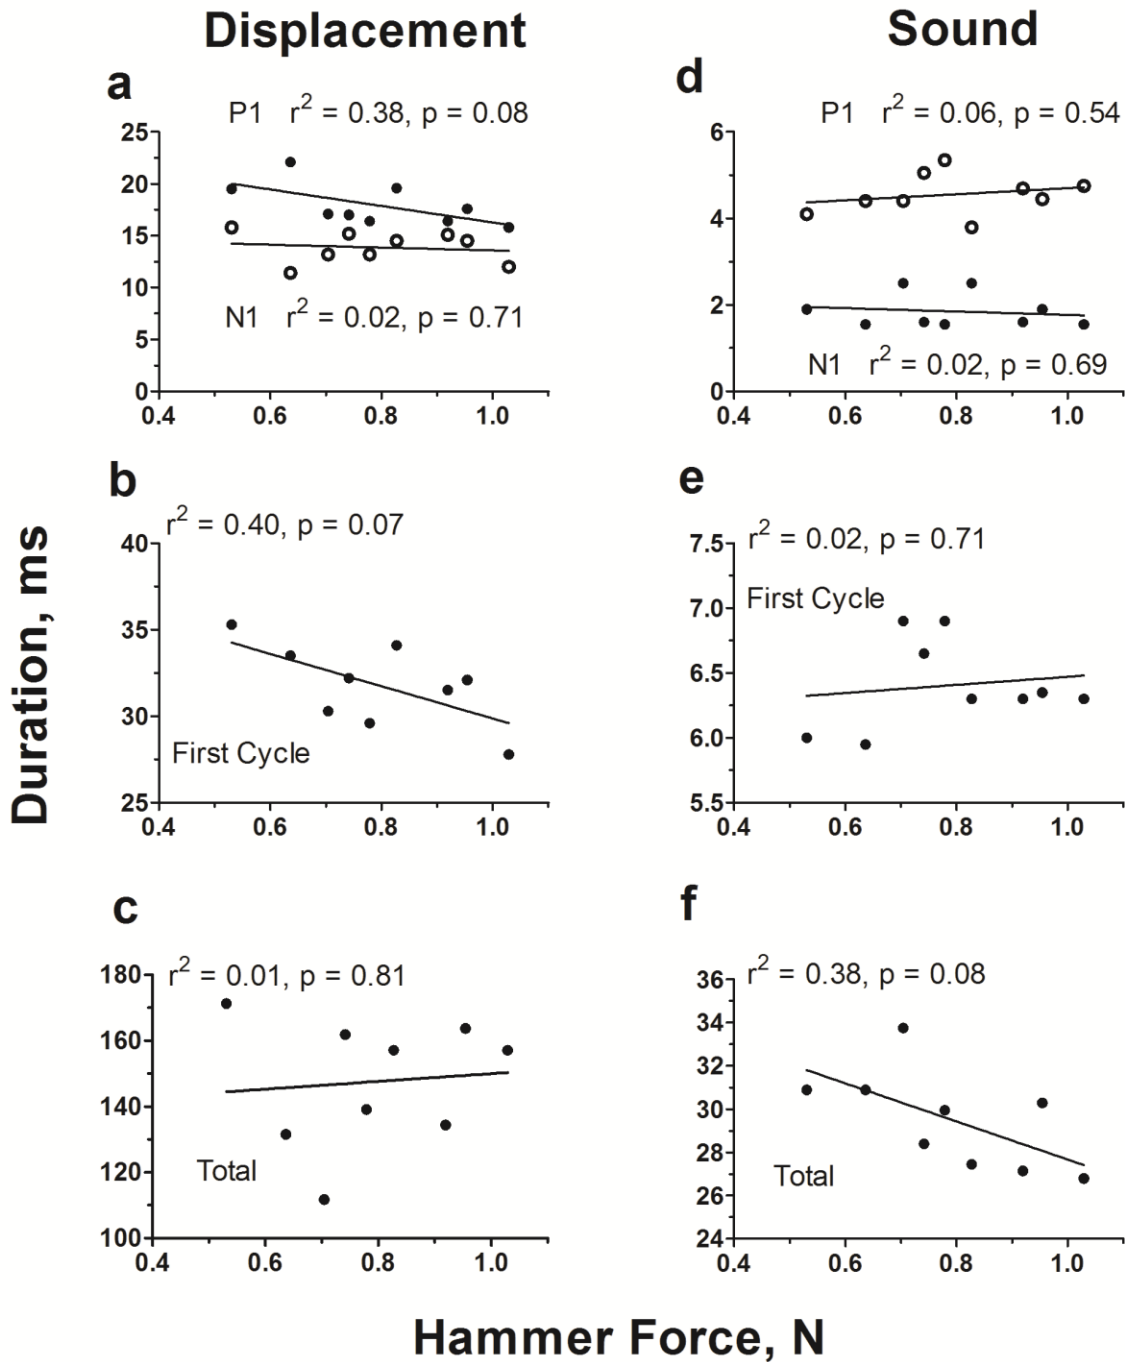 Displacement
Sound
a
P1 r² = 0.38, p = 0.08
25
20
15
10
5
0
N1 r² = 0.02, p = 0.71
0.4 0.6 0.8 1.0
d
P1 r² = 0.06, p = 0.54
6
4
2
0
N1 r² = 0.02, p = 0.69
0.4 0.6 0.8 1.0
b
r² = 0.40, p = 0.07
40
35
30
25
First Cycle
0.4 0.6 0.8 1.0
e
r² = 0.02, p = 0.71
7.5
First Cycle
7.0
6.5
6.0
5.5
0.4 0.6 0.8 1.0
c
r² = 0.01, p = 0.81
180
160
140
120
100
Total
0.4 0.6 0.8 1.0
f
r² = 0.38, p = 0.08
36
34
32
30
28
26
24
Total
0.4 0.6 0.8 1.0
Duration, ms
Hammer Force, N